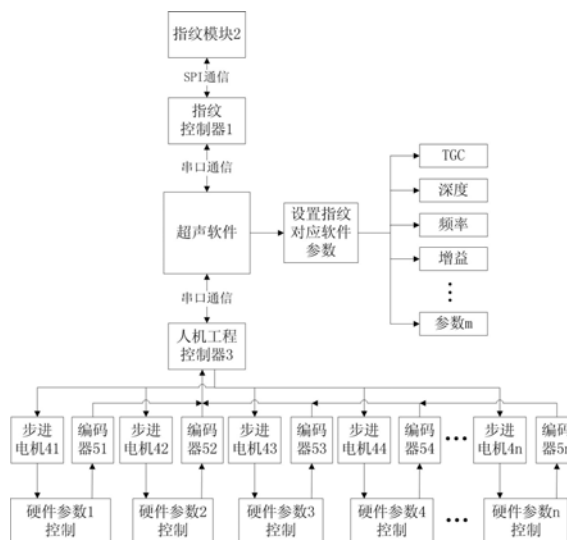 指纹模块2
SPI通信
指纹
控制器1
串口通信
超声软件
设置指纹
对应软件
参数
TGC
深度
频率
增益
参数m
串口通信
人机工程
控制器3
步进
电机41
编码
器51
步进
电机42
编码
器52
步进
电机43
编码
器53
步进
电机44
编码
器54
步进
电机4n
编码
器5n
硬件参数1
控制
硬件参数2
控制
硬件参数3
控制
硬件参数4
控制
硬件参数n
控制